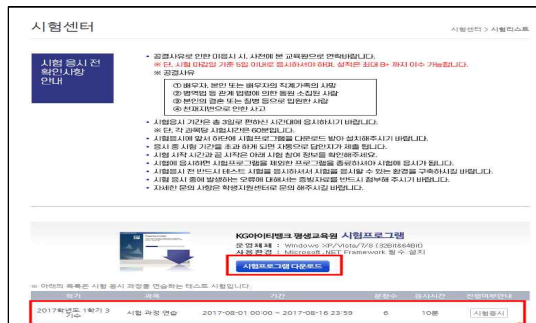 시험센터
시험센터 > 시험리스트
시험 응시 전
확인사항
안내
• 공결사유로 인한 미응시 시, 사전에 본 교육원으로 연락바랍니다.
※ 단, 시험 마감일 기준 5일 이내로 응시하셔야 하며, 성적은 최대 B+ 까지 이수 가능합니다.
※ 공결사유
① 배우자, 본인 또는 배우자의 직계가족의 사망
② 병역법 등 관계 법령에 의한 동원 소집된 사람
③ 본인의 결혼 또는 질병 등으로 입원한 사람
④ 천재지변으로 인한 사고
• 시험응시 기간은 총 3일로 편하신 시간대에 응시하시기 바랍니다.
※ 단, 각 과목당 시험시간은 60분입니다.
• 시험응시에 앞서 하단에 시험프로그램을 다운로드 받아 설치해주시기 바랍니다.
• 응시 중 시험 기간을 초과 하게 되면 자동으로 답안지가 제출 됩니다.
• 시험 시작 시간과 끝 시작은 아래 시험 참여 정보를 확인해주세요.
• 시험에 응시하면 시험프로그램을 제외한 프로그램을 종료하셔야 시험에 응시가 됩니다.
• 시험응시 전 반드시 테스트 시험을 응시하셔서 시험을 응시할 수 있는 환경을 구축하시길 바랍니다.
• 시험 응시 중에 발생하는 오류에 대해서는 증빙자료를 반드시 첨부해 주시기 바랍니다.
• 자세한 문의 사항은 학생지원센터로 문의 해주시길 바랍니다.
KG아이티뱅크 평생교육원 시험프로그램
운영체제 : Windows XP/Vista/7/8 (32Bit&64Bit)
사용환경 : Microsoft .NET Framework 필수 설치
시험프로그램 다운로드
※ 아래의 목록은 시험 응시 과정을 연습하는 테스트 시험입니다.
학기 과목 기간 문항수 응시시간 진행여부안내
2017학년도 1학기 3기수 시험 과정 연습 2017-08-01 00:00 ~ 2017-08-16 23:59 6 10분 시험응시